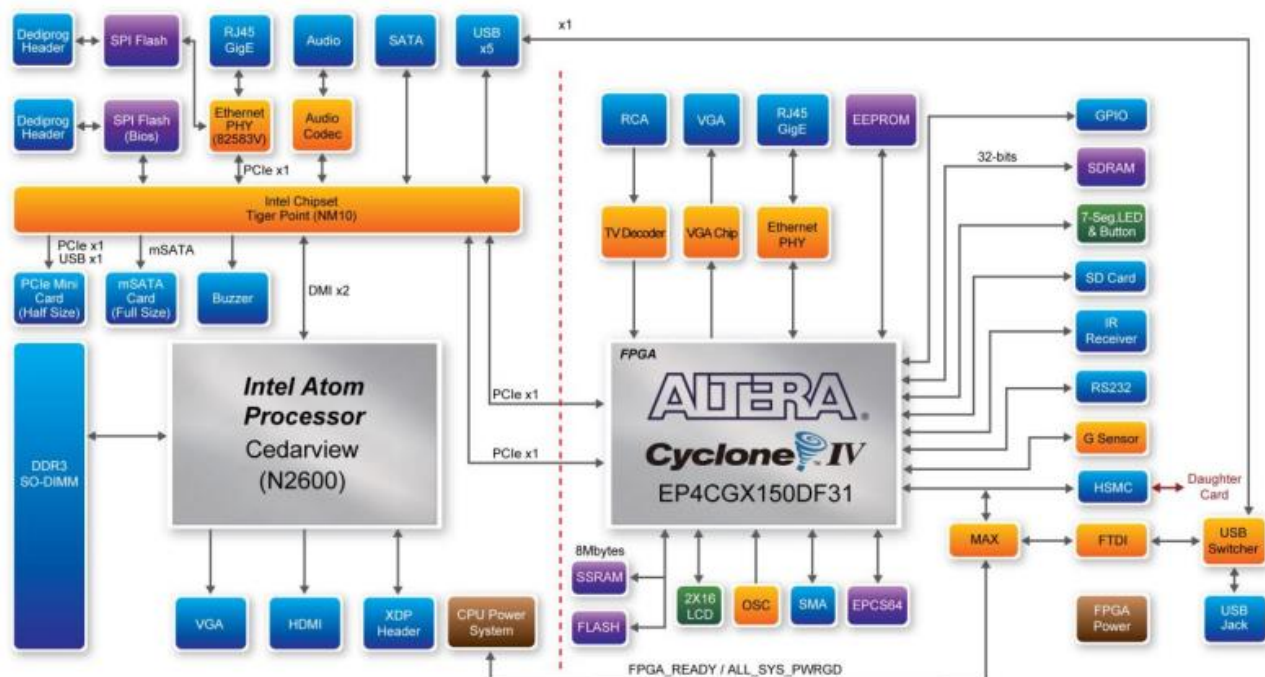 x1
Dediprog
Header
SPI Flash
RJ45
GigE
Audio
SATA
USB
x5
Dediprog
Header
SPI Flash
(Bios)
Ethernet
PHY
(82583V)
Audio
Codec
PCIe x1
Intel Chipset
Tiger Point (NM10)
PCIe x1
USB x1
mSATA
DMI x2
PCIe Mini
Card
(Half Size)
mSATA
Card
(Full Size)
Buzzer
Intel Atom
Processor
Cedarview
(N2600)
DDR3
SO-DIMM
VGA
HDMI
XDP
Header
CPU Power
System
PCIe x1
PCIe x1
RCA
VGA
RJ45
GigE
EEPROM
TV Decoder
VGA Chip
Ethernet
PHY
FPGA
ALTERA®
Cyclone™ IV
EP4CGX150DF31
32-bits
GPIO
SDRAM
7-Seg.LED
& Button
SD Card
IR
Receiver
RS232
G Sensor
HSMC
Daughter
Card
MAX
FTDI
USB
Switcher
8Mbytes
SSRAM
FLASH
2X16
LCD
OSC
SMA
EPCS64
FPGA
Power
USB
Jack
FPGA_READY / ALL_SYS_PWRGD